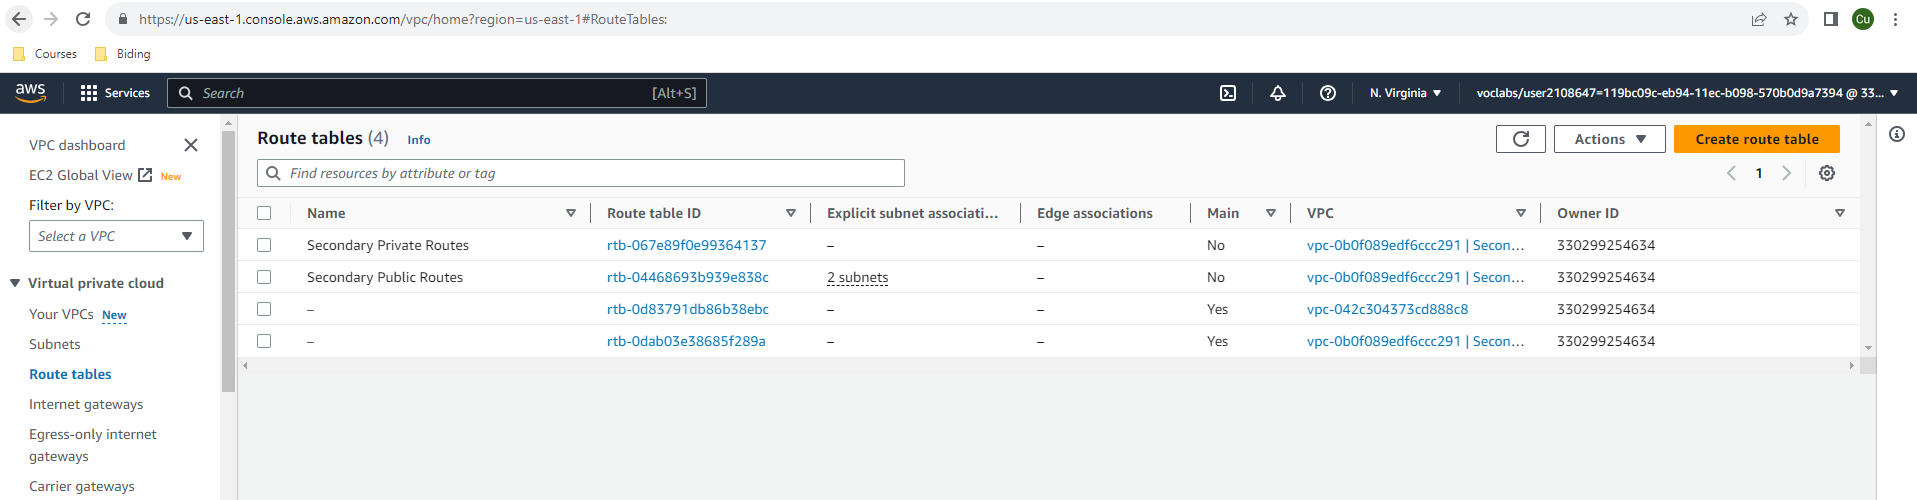 https://us-east-1.console.aws.amazon.com/vpc/home?region=us-east-1#RouteTables:
Cu
Courses Biding
aws Services Search [Alt+S] N. Virginia voclabs/user2108647=119bc09c-eb94-11ec-b098-570b0d9a7394 @ 33...
VPC dashboard
EC2 Global View New
Filter by VPC:
Select a VPC
Virtual private cloud
Your VPCs New
Subnets
Route tables
Internet gateways
Egress-only internet
gateways
Carrier gateways
Route tables (4) Info
Actions Create route table
Find resources by attribute or tag
1
Name Route table ID Explicit subnet associati... Edge associations Main VPC Owner ID
Secondary Private Routes rtb-067e89f0e99364137 – – No vpc-0b0f089edf6ccc291 | Secon... 330299254634
Secondary Public Routes rtb-04468693b939e838c 2 subnets – No vpc-0b0f089edf6ccc291 | Secon... 330299254634
– rtb-0d83791db86b38ebc – – Yes vpc-042c304373cd888c8 330299254634
– rtb-0dab03e38685f289a – – Yes vpc-0b0f089edf6ccc291 | Secon... 330299254634